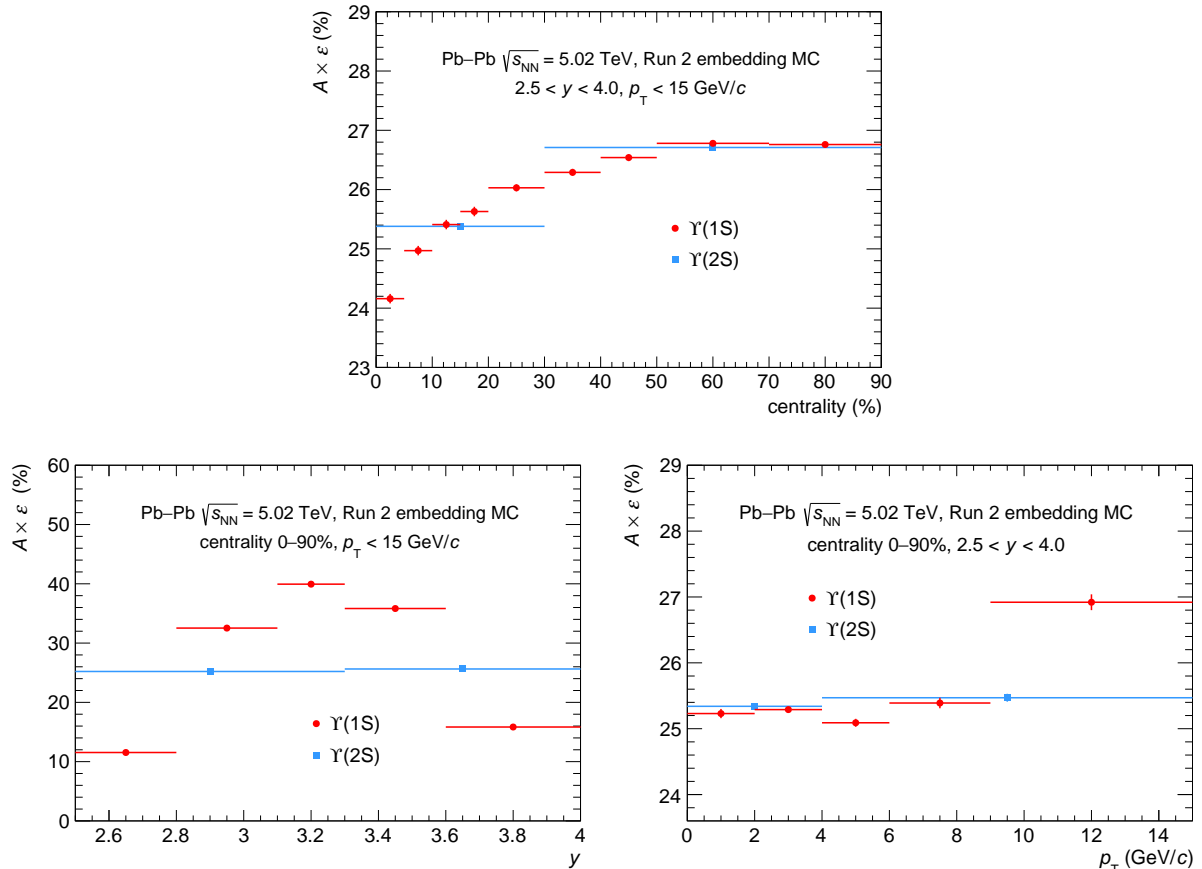 A × ε (%)
29
28
27
26
25
24
23
Pb–Pb √sNN = 5.02 TeV, Run 2 embedding MC
2.5 < y < 4.0, pT < 15 GeV/c
ϒ(1S)
ϒ(2S)
0 10 20 30 40 50 60 70 80 90
centrality (%)
A × ε (%)
60
50
40
30
20
10
0
Pb–Pb √sNN = 5.02 TeV, Run 2 embedding MC
centrality 0–90%, pT < 15 GeV/c
ϒ(1S)
ϒ(2S)
2.6 2.8 3 3.2 3.4 3.6 3.8 4
y
A × ε (%)
29
28
27
26
25
24
Pb–Pb √sNN = 5.02 TeV, Run 2 embedding MC
centrality 0–90%, 2.5 < y < 4.0
ϒ(1S)
ϒ(2S)
0 2 4 6 8 10 12 14
pT (GeV/c)